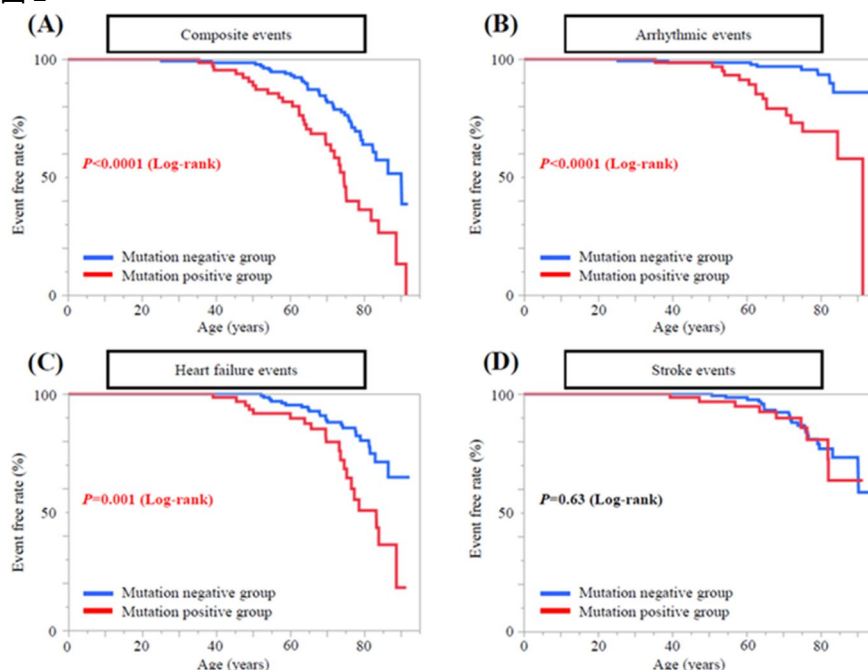 (A)
Composite events
100
50
0
Event free rate (%)
P<0.0001 (Log-rank)
Mutation negative group
Mutation positive group
0 20 40 60 80
Age (years)
(B)
Arrhythmic events
100
50
0
Event free rate (%)
P<0.0001 (Log-rank)
Mutation negative group
Mutation positive group
0 20 40 60 80
Age (years)
(C)
Heart failure events
100
50
0
Event free rate (%)
P=0.001 (Log-rank)
Mutation negative group
Mutation positive group
0 20 40 60 80
Age (years)
(D)
Stroke events
100
50
0
Event free rate (%)
P=0.63 (Log-rank)
Mutation negative group
Mutation positive group
0 20 40 60 80
Age (years)